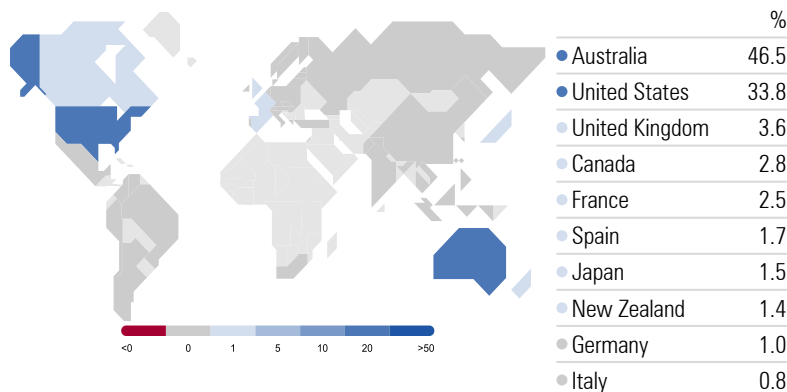 %
Australia 46.5
United States 33.8
United Kingdom 3.6
Canada 2.8
France 2.5
Spain 1.7
Japan 1.5
New Zealand 1.4
Germany 1.0
Italy 0.8
<0 0 1 5 10 20 >50